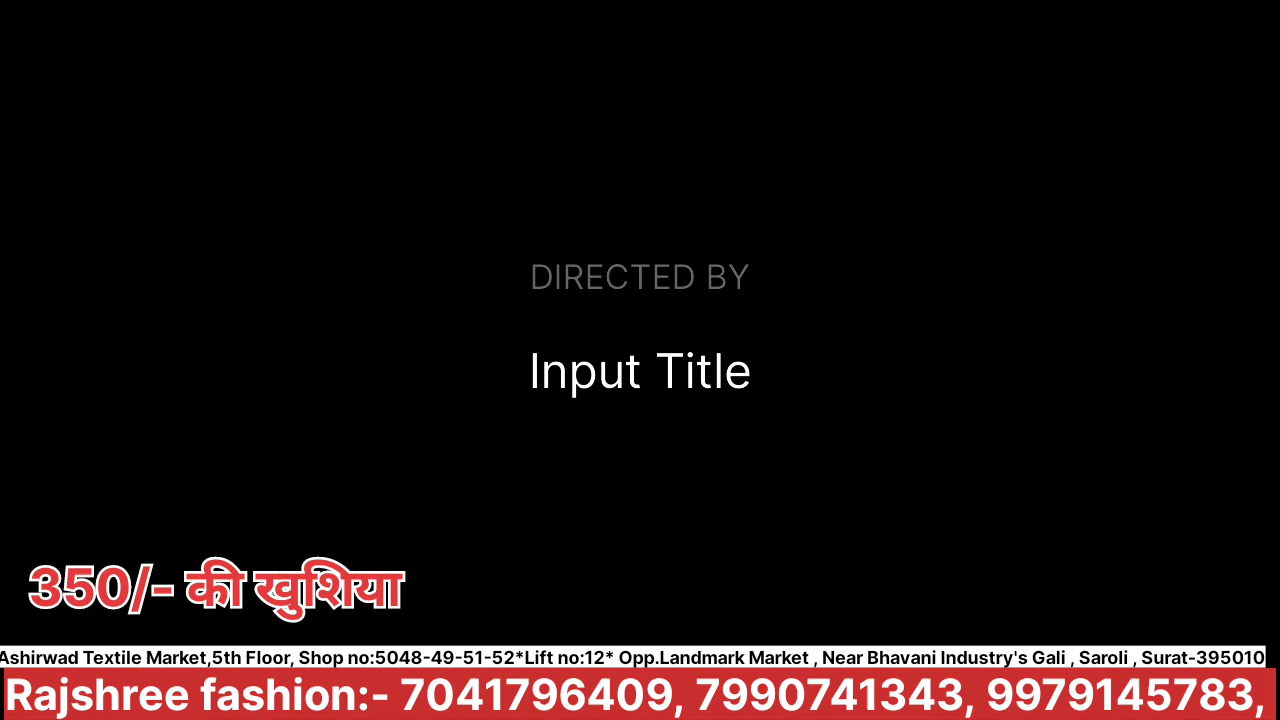 DIRECTED BY
Input Title
350/- की खुशिया
Ashirwad Textile Market,5th Floor, Shop no:5048-49-51-52*Lift no:12* Opp.Landmark Market , Near Bhavani Industry's Gali , Saroli , Surat-395010
Rajshree fashion:- 7041796409, 7990741343, 9979145783,